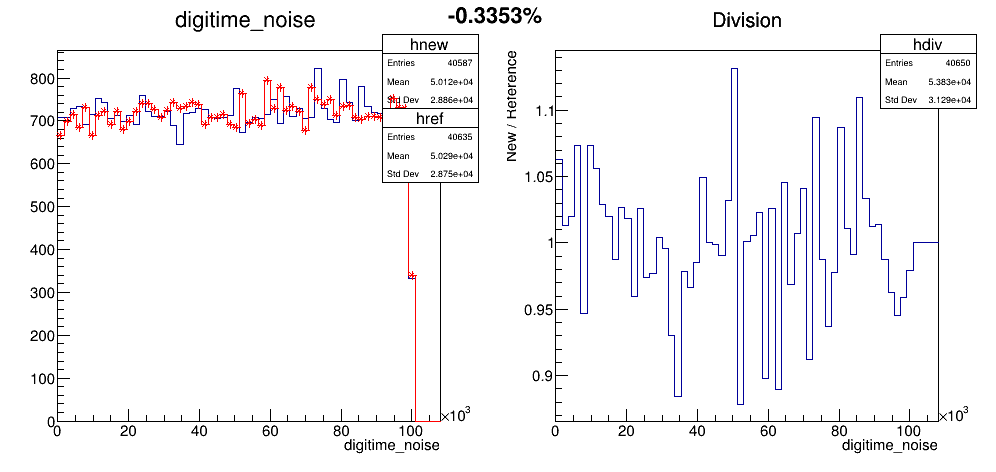 digitime_noise
-0.3353%
Division
hnew
Entries 40587
Mean 5.012e+04
Std Dev 2.886e+04
href
Entries 40635
Mean 5.029e+04
Std Dev 2.875e+04
800
700
600
500
400
300
200
100
0
0 20 40 60 80 100
×10³
digitime_noise
hdiv
Entries 40650
Mean 5.383e+04
Std Dev 3.129e+04
New / Reference
1.1
1.05
1
0.95
0.9
0 20 40 60 80 100
×10³
digitime_noise